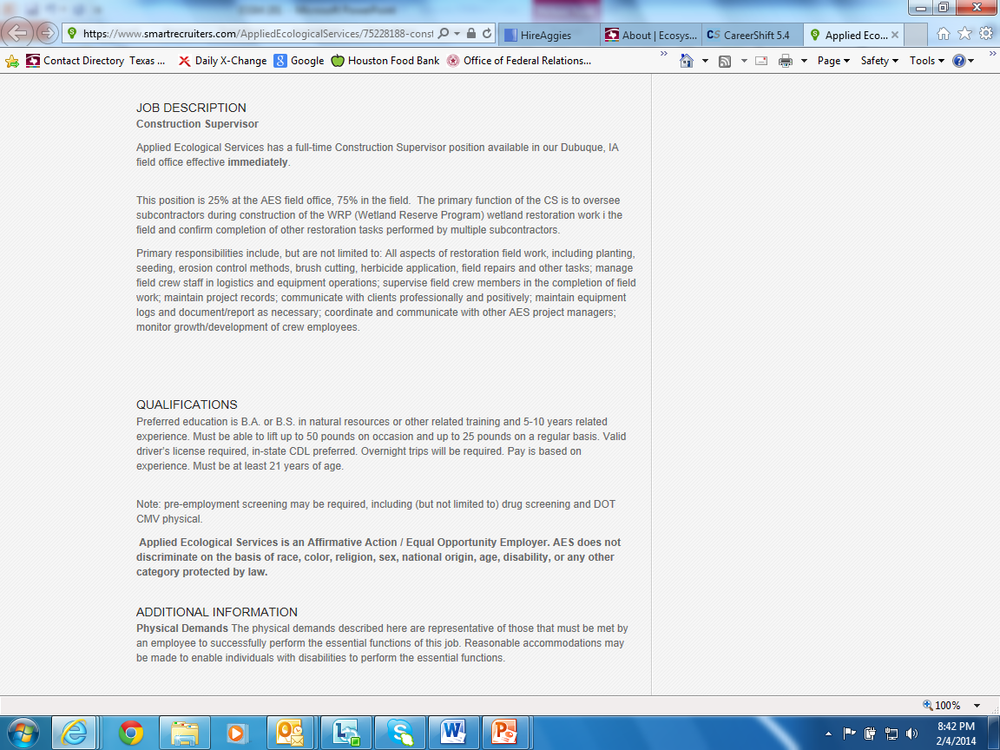 https://www.smartrecruiters.com/AppliedEcologicalServices/75228188-const
HireAggies
About | Ecosys...
CS CareerShift 5.4
Applied Eco...
Contact Directory Texas ...
Daily X-Change
Google
Houston Food Bank
Office of Federal Relations...
Page
Safety
Tools
JOB DESCRIPTION
Construction Supervisor
Applied Ecological Services has a full-time Construction Supervisor position available in our Dubuque, IA
field office effective immediately.
This position is 25% at the AES field office, 75% in the field.  The primary function of the CS is to oversee
subcontractors during construction of the WRP (Wetland Reserve Program) wetland restoration work i the
field and confirm completion of other restoration tasks performed by multiple subcontractors.
Primary responsibilities include, but are not limited to: All aspects of restoration field work, including planting,
seeding, erosion control methods, brush cutting, herbicide application, field repairs and other tasks; manage
field crew staff in logistics and equipment operations; supervise field crew members in the completion of field
work; maintain project records; communicate with clients professionally and positively; maintain equipment
logs and document/report as necessary; coordinate and communicate with other AES project managers;
monitor growth/development of crew employees.
QUALIFICATIONS
Preferred education is B.A. or B.S. in natural resources or other related training and 5-10 years related
experience. Must be able to lift up to 50 pounds on occasion and up to 25 pounds on a regular basis. Valid
driver's license required, in-state CDL preferred. Overnight trips will be required. Pay is based on
experience. Must be at least 21 years of age.
Note: pre-employment screening may be required, including (but not limited to) drug screening and DOT
CMV physical.
Applied Ecological Services is an Affirmative Action / Equal Opportunity Employer. AES does not
discriminate on the basis of race, color, religion, sex, national origin, age, disability, or any other
category protected by law.
ADDITIONAL INFORMATION
Physical Demands The physical demands described here are representative of those that must be met by
an employee to successfully perform the essential functions of this job. Reasonable accommodations may
be made to enable individuals with disabilities to perform the essential functions.
100%
8:42 PM
2/4/2014